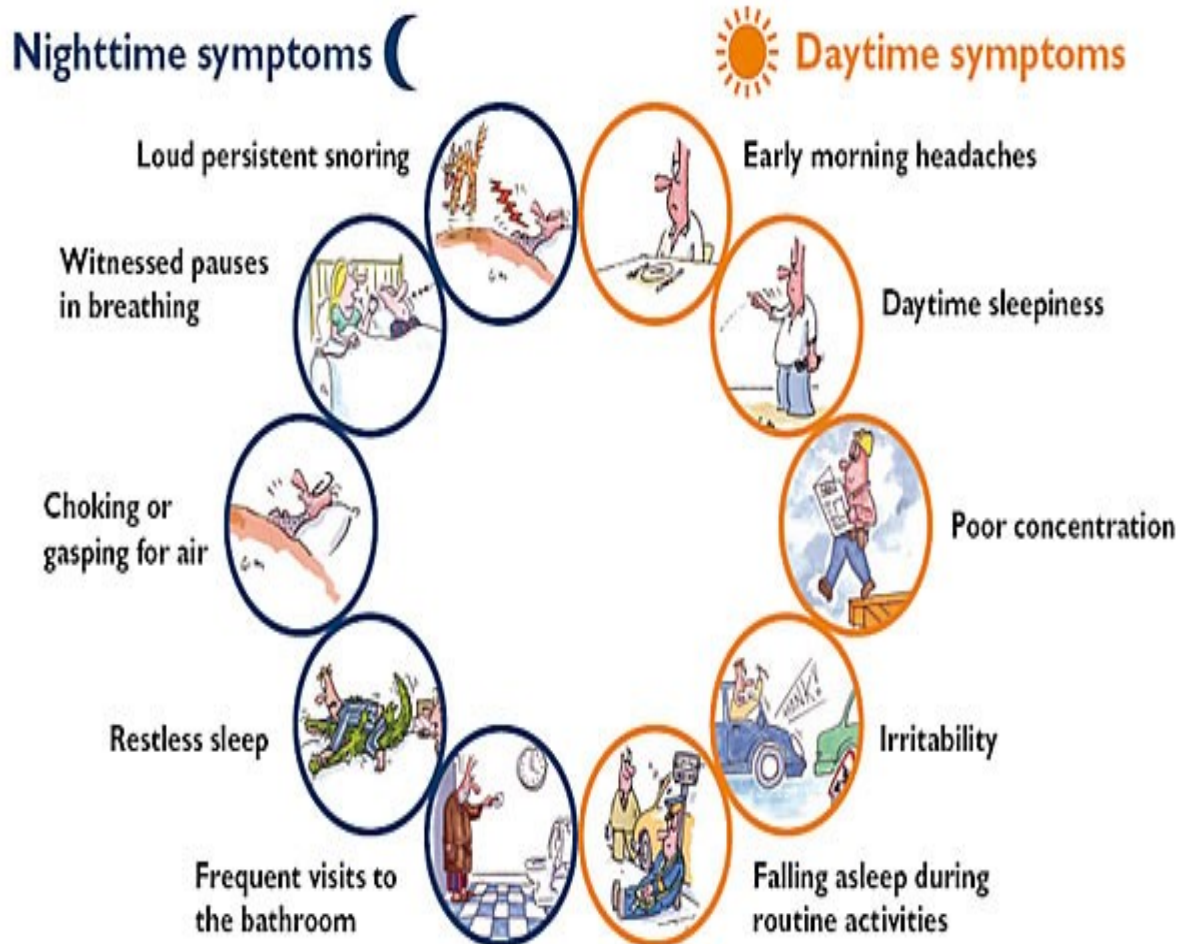 Nighttime symptoms
Daytime symptoms
Loud persistent snoring
Early morning headaches
Witnessed pauses
in breathing
Daytime sleepiness
Choking or
gasping for air
Poor concentration
Restless sleep
HONK!
Irritability
Frequent visits to
the bathroom
Falling asleep during
routine activities